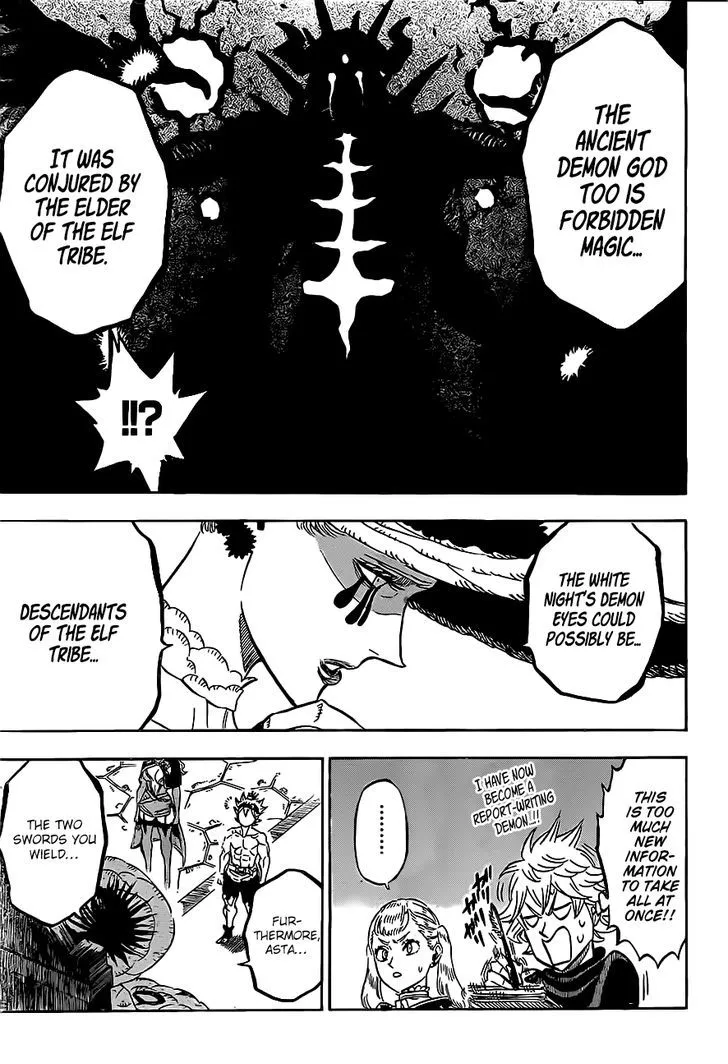 THE
ANCIENT
DEMON GOD
TOO IS
FORBIDDEN
MAGIC...
IT WAS
CONJURED BY
THE ELDER
OF THE ELF
TRIBE.
!!?
THE WHITE
NIGHT'S DEMON
EYES COULD
POSSIBLY BE...
DESCENDANTS
OF THE ELF
TRIBE...
THIS IS
TOO MUCH
NEW
INFOR-
MATION
TO TAKE
ALL AT
ONCE!!
I HAVE NOW
BECOME A
REPORT-WRITING
DEMON..!!
.........
FUR-
THERMORE,
ASTA...
THE TWO
SWORDS YOU
WIELD...